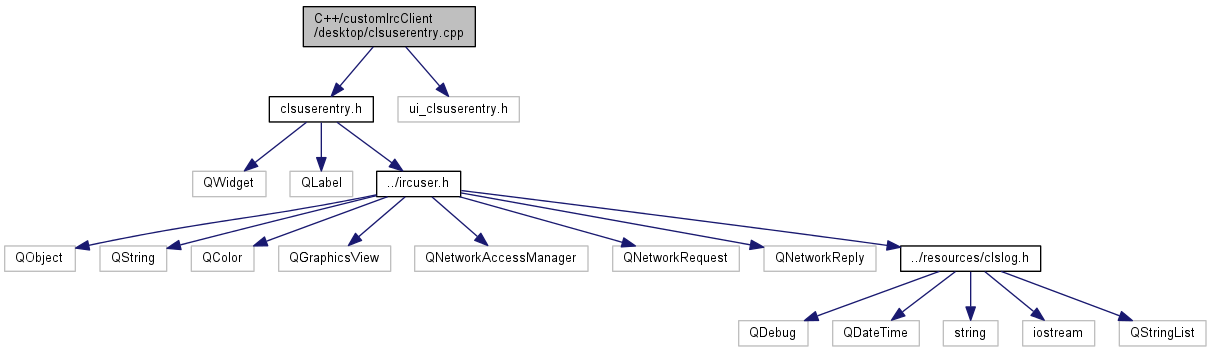 C++/customIrcClient
/desktop/clsuserentry.cpp
clsuserentry.h
ui_clsuserentry.h
QWidget
QLabel
../ircuser.h
QObject
QString
QColor
QGraphicsView
QNetworkAccessManager
QNetworkRequest
QNetworkReply
../resources/clslog.h
QDebug
QDateTime
string
iostream
QStringList